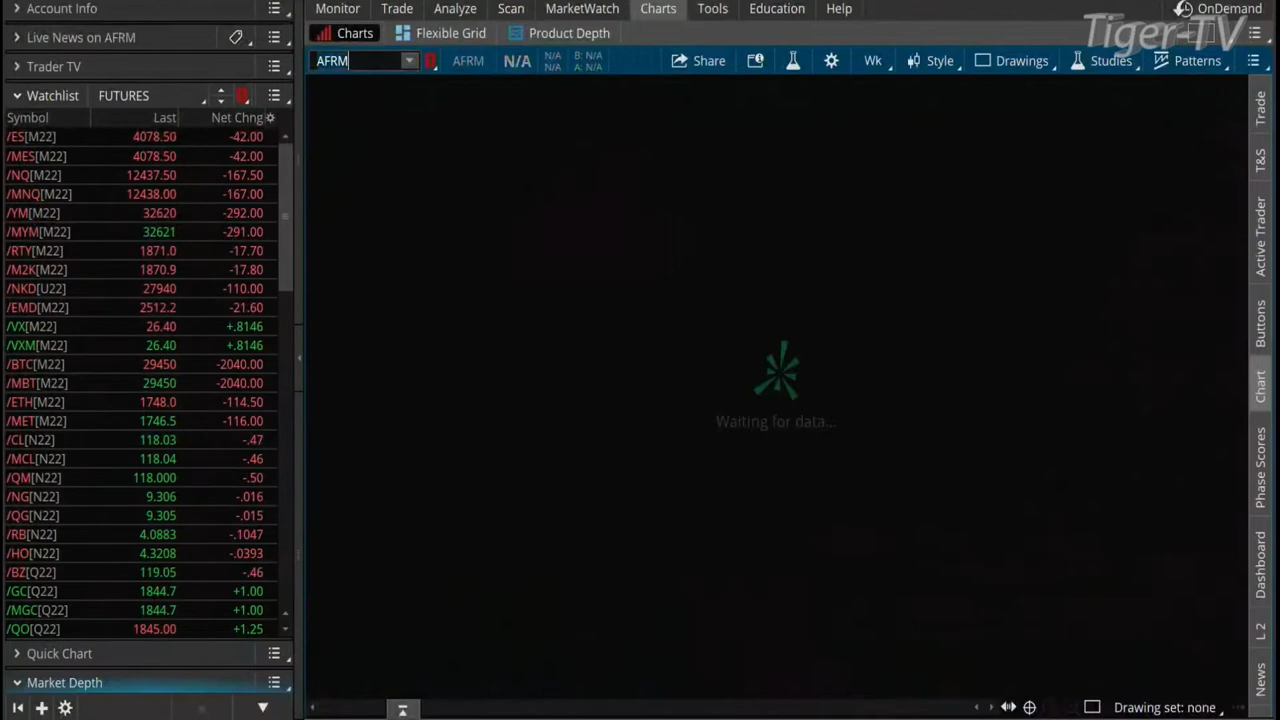 Account Info
Monitor Trade Analyze Scan MarketWatch Charts Tools Education Help OnDemand
Tiger-TV
Live News on AFRM
Charts Flexible Grid Product Depth
Trader TV
AFRM AFRM N/A N/A N/A B: N/A A: N/A Share Wk Style Drawings Studies Patterns
Watchlist FUTURES
Symbol Last Net Chng
/ES[M22] 4078.50 -42.00
/MES[M22] 4078.50 -42.00
/NQ[M22] 12437.50 -167.50
/MNQ[M22] 12438.00 -167.00
/YM[M22] 32620 -292.00
/MYM[M22] 32621 -291.00
/RTY[M22] 1871.0 -17.70
/M2K[M22] 1870.9 -17.80
/NKD[U22] 27940 -110.00
/EMD[M22] 2512.2 -21.60
/VX[M22] 26.40 +.8146
/VXM[M22] 26.40 +.8146
/BTC[M22] 29450 -2040.00
/MBT[M22] 29450 -2040.00
/ETH[M22] 1748.0 -114.50
/MET[M22] 1746.5 -116.00
/CL[N22] 118.03 -.47
/MCL[N22] 118.04 -.46
/QM[N22] 118.000 -.50
/NG[N22] 9.306 -.016
/QG[N22] 9.305 -.015
/RB[N22] 4.0883 -.1047
/HO[N22] 4.3208 -.0393
/BZ[Q22] 119.05 -.46
/GC[Q22] 1844.7 +1.00
/MGC[Q22] 1844.7 +1.00
/QO[Q22] 1845.00 +1.25
Quick Chart
Market Depth
Waiting for data...
Trade
T&S
Active Trader
Buttons
Chart
Phase Scores
Dashboard
L 2
News
Drawing set: none